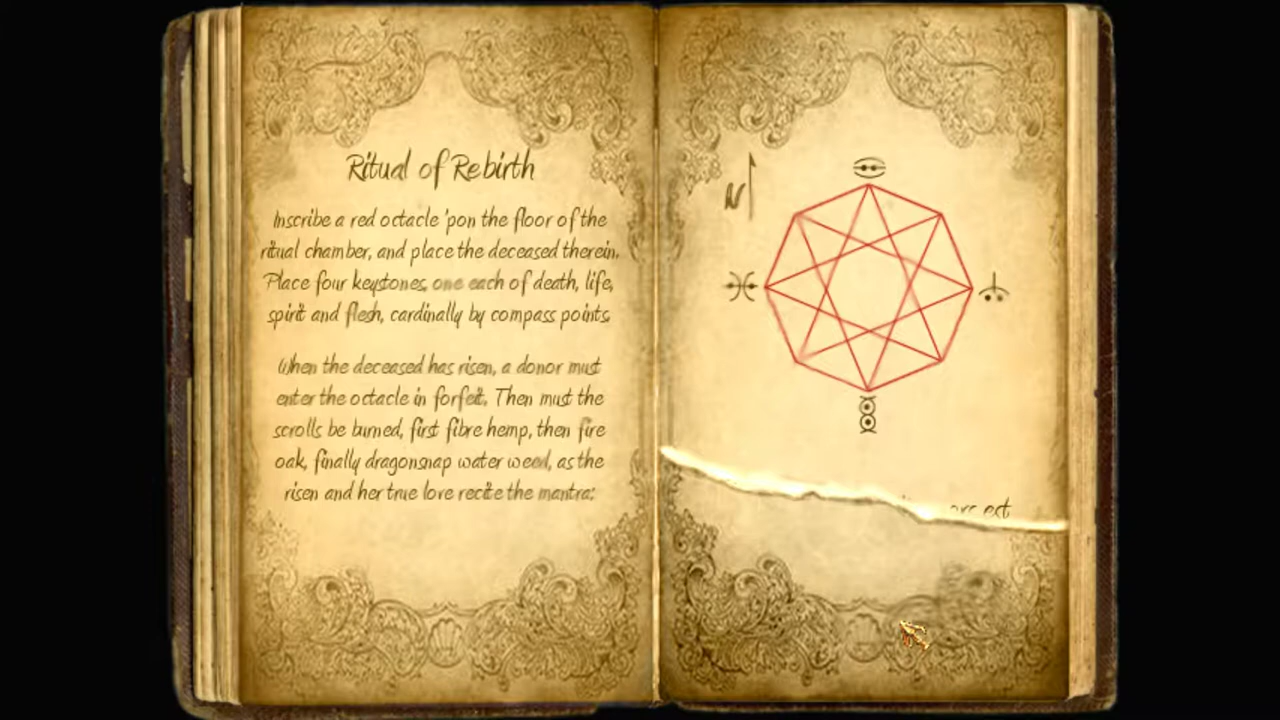 Ritual of Rebirth
Inscribe a red octacle 'pon the floor of the
ritual chamber, and place the deceased therein.
Place four keystones, one each of death, life,
spirit and flesh, cardinally by compass points.
When the deceased has risen, a donor must
enter the octacle in forfeit. Then must the
scrolls be burned, first fibre hemp, then fire
oak, finally dragonsnap water weed, as the
risen and her true love recite the mantra:
N
est